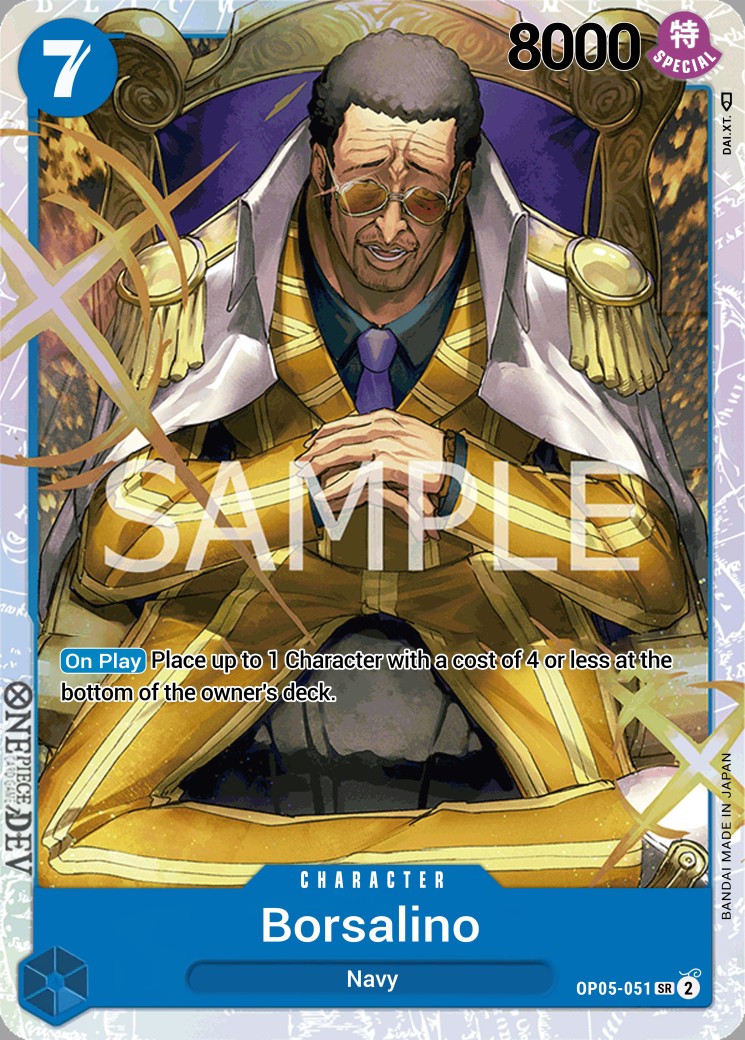 7
8000
特
SPECIAL
DAI.XT.
SAMPLE
On Play Place up to 1 Character with a cost of 4 or less at the
bottom of the owner's deck.
ONE PIECE DEV
BANDAI MADE IN JAPAN
CHARACTER
Borsalino
Navy
OP05-051 SR 2